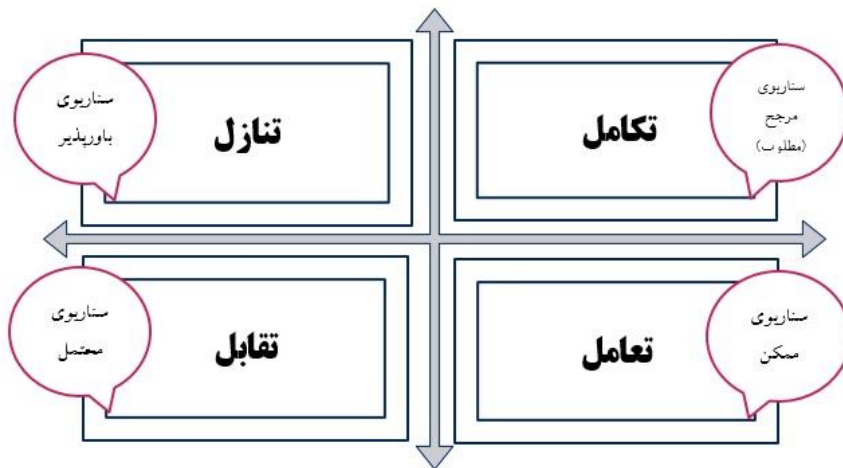 سناریوی
مرجح
(مطلوب)
تکامل
تنازل
سناریوی
باورپذیر
سناریوی
ممکن
تعامل
تقابل
سناریوی
محتمل